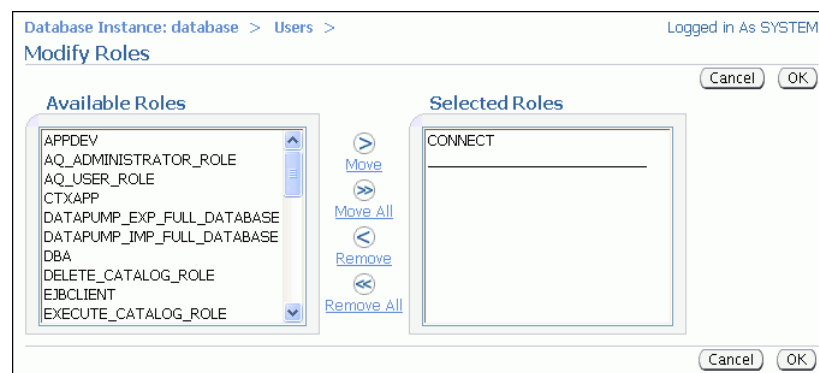 Database Instance: database > Users >
Logged in As SYSTEM
Modify Roles
Cancel
OK
Available Roles
Selected Roles
APPDEV
AQ_ADMINISTRATOR_ROLE
AQ_USER_ROLE
CTXAPP
DATAPUMP_EXP_FULL_DATABASE
DATAPUMP_IMP_FULL_DATABASE
DBA
DELETE_CATALOG_ROLE
EJBCLIENT
EXECUTE_CATALOG_ROLE
Move
Move All
Remove
Remove All
CONNECT
Cancel
OK